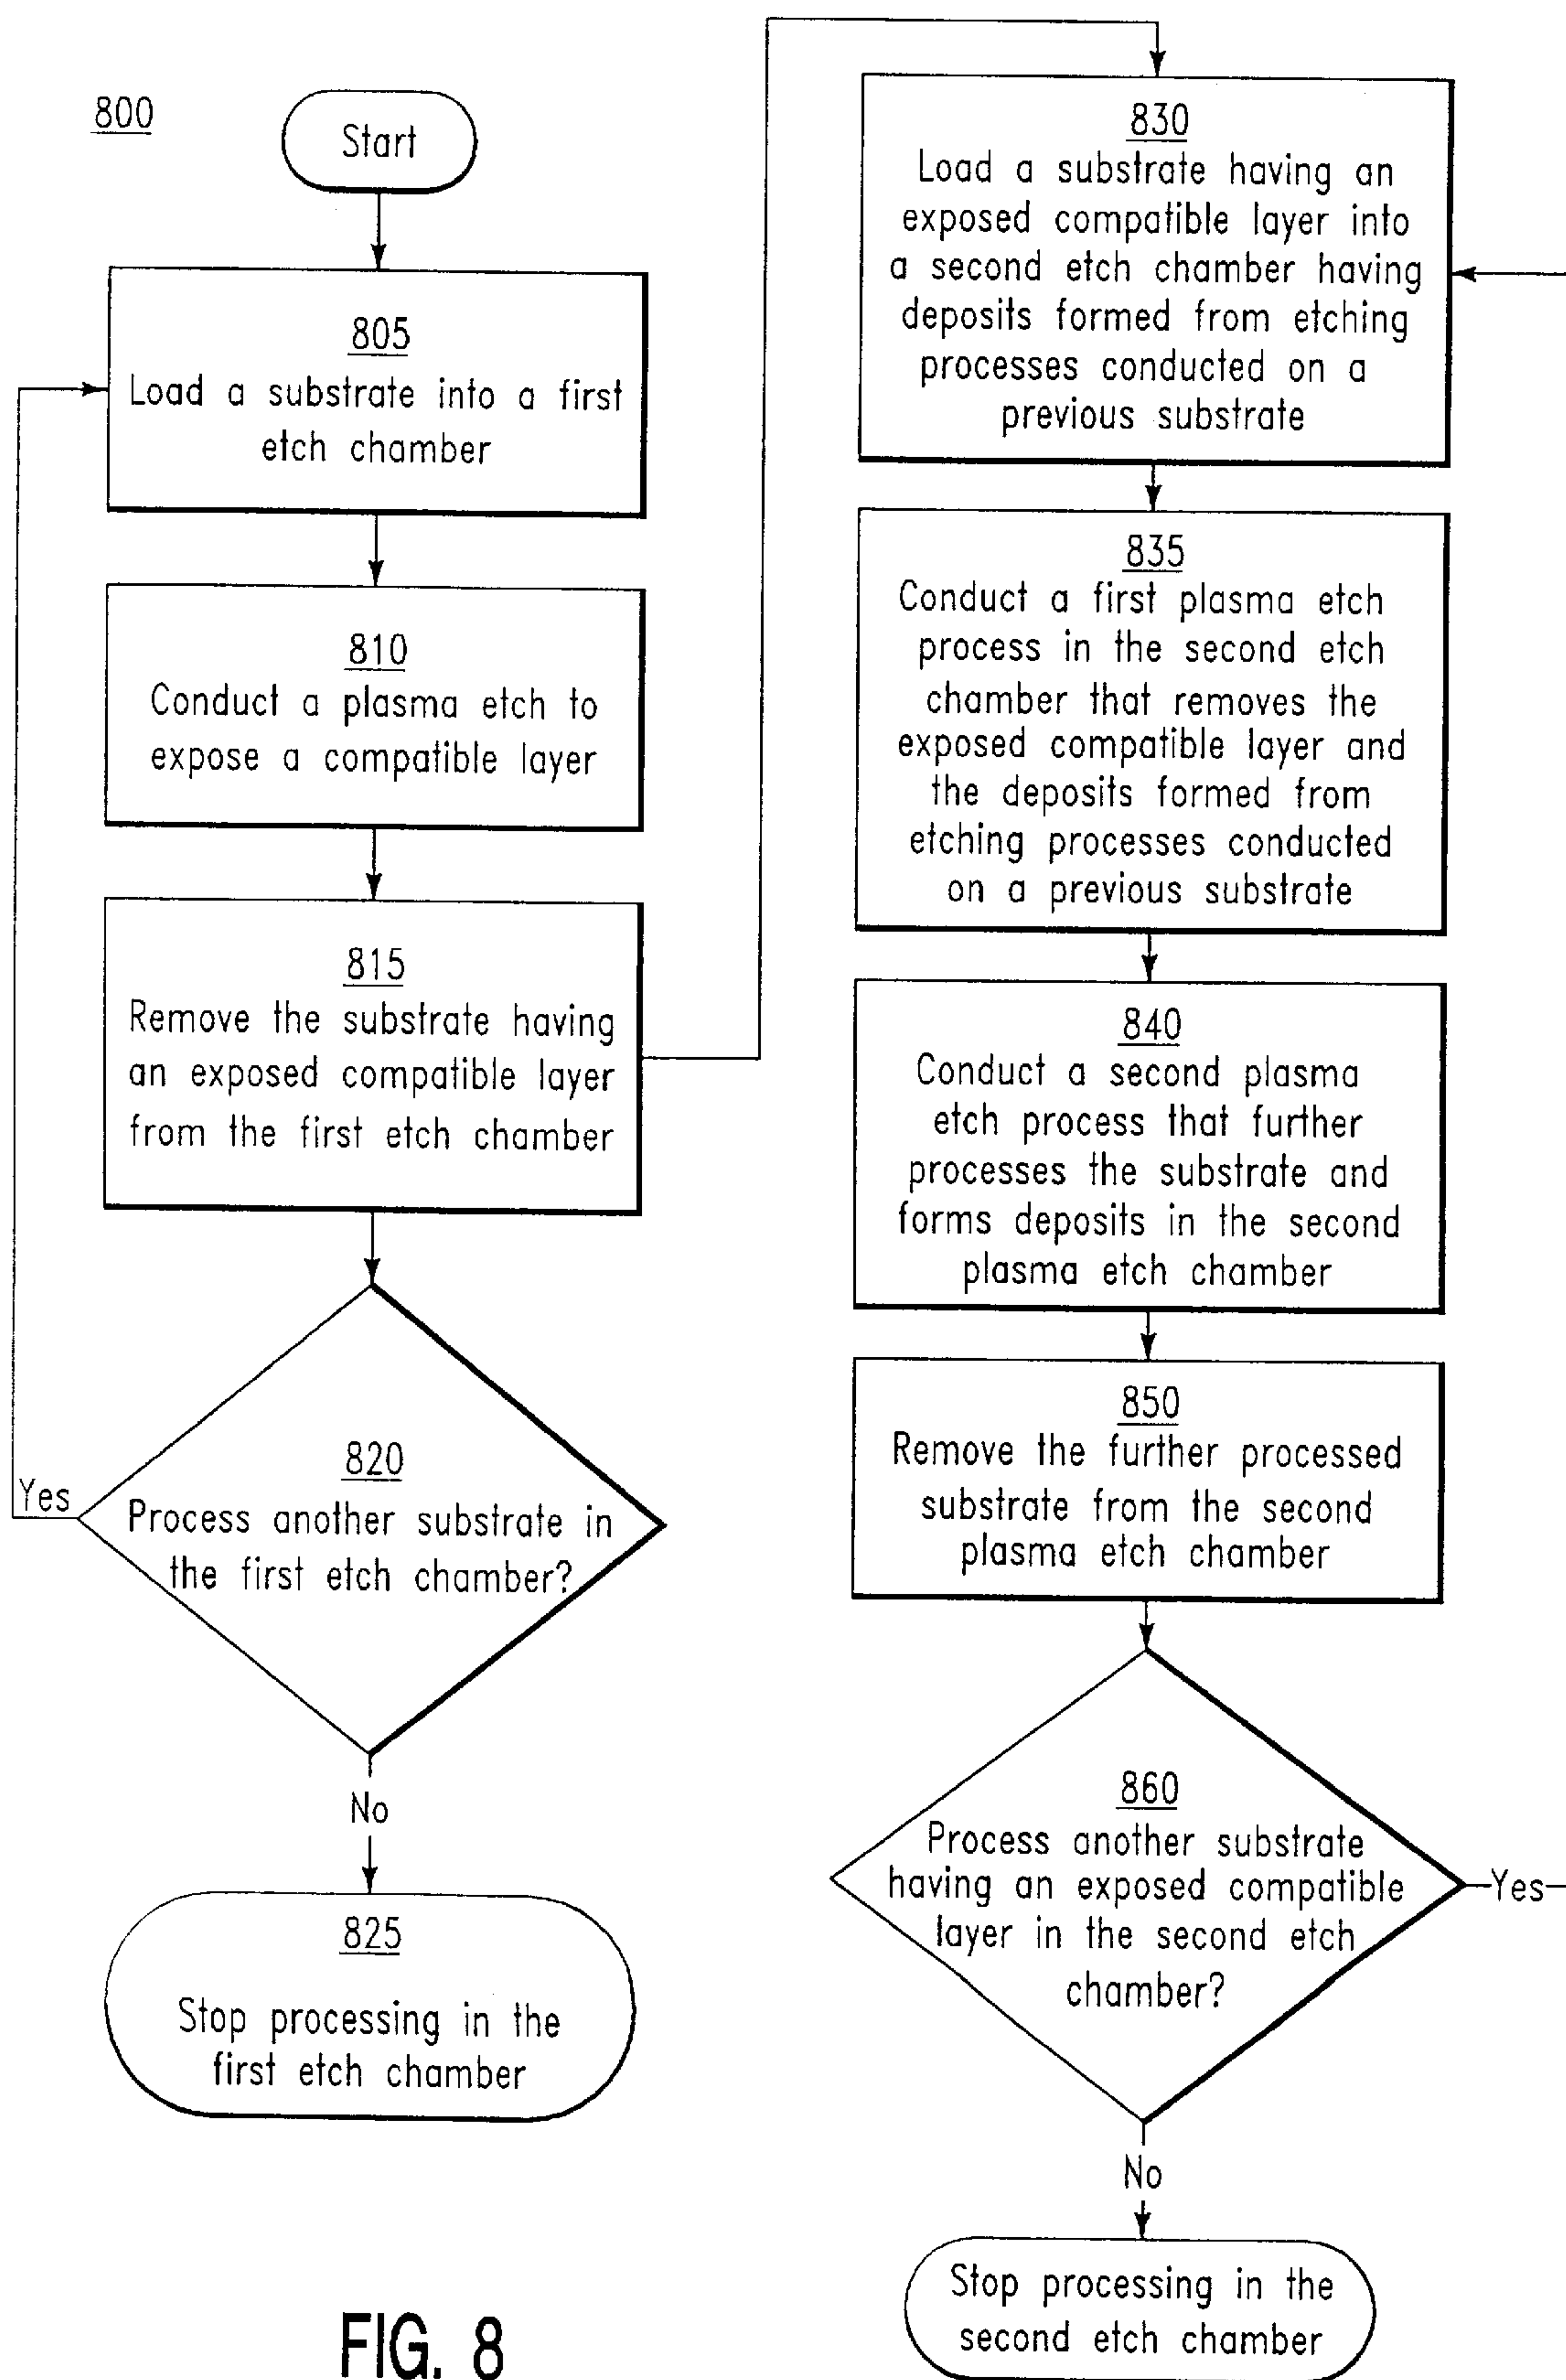 800
Start
805
Load a substrate into a first
etch chamber
810
Conduct a plasma etch to
expose a compatible layer
815
Remove the substrate having
an exposed compatible layer
from the first etch chamber
820
Process another substrate in
the first etch chamber?
Yes
No
825
Stop processing in the
first etch chamber
830
Load a substrate having an
exposed compatible layer into
a second etch chamber having
deposits formed from etching
processes conducted on a
previous substrate
835
Conduct a first plasma etch
process in the second etch
chamber that removes the
exposed compatible layer and
the deposits formed from
etching processes conducted
on a previous substrate
840
Conduct a second plasma
etch process that further
processes the substrate and
forms deposits in the second
plasma etch chamber
850
Remove the further processed
substrate from the second
plasma etch chamber
860
Process another substrate
having an exposed compatible
layer in the second etch
chamber?
Yes
No
Stop processing in the
second etch chamber
FIG. 8